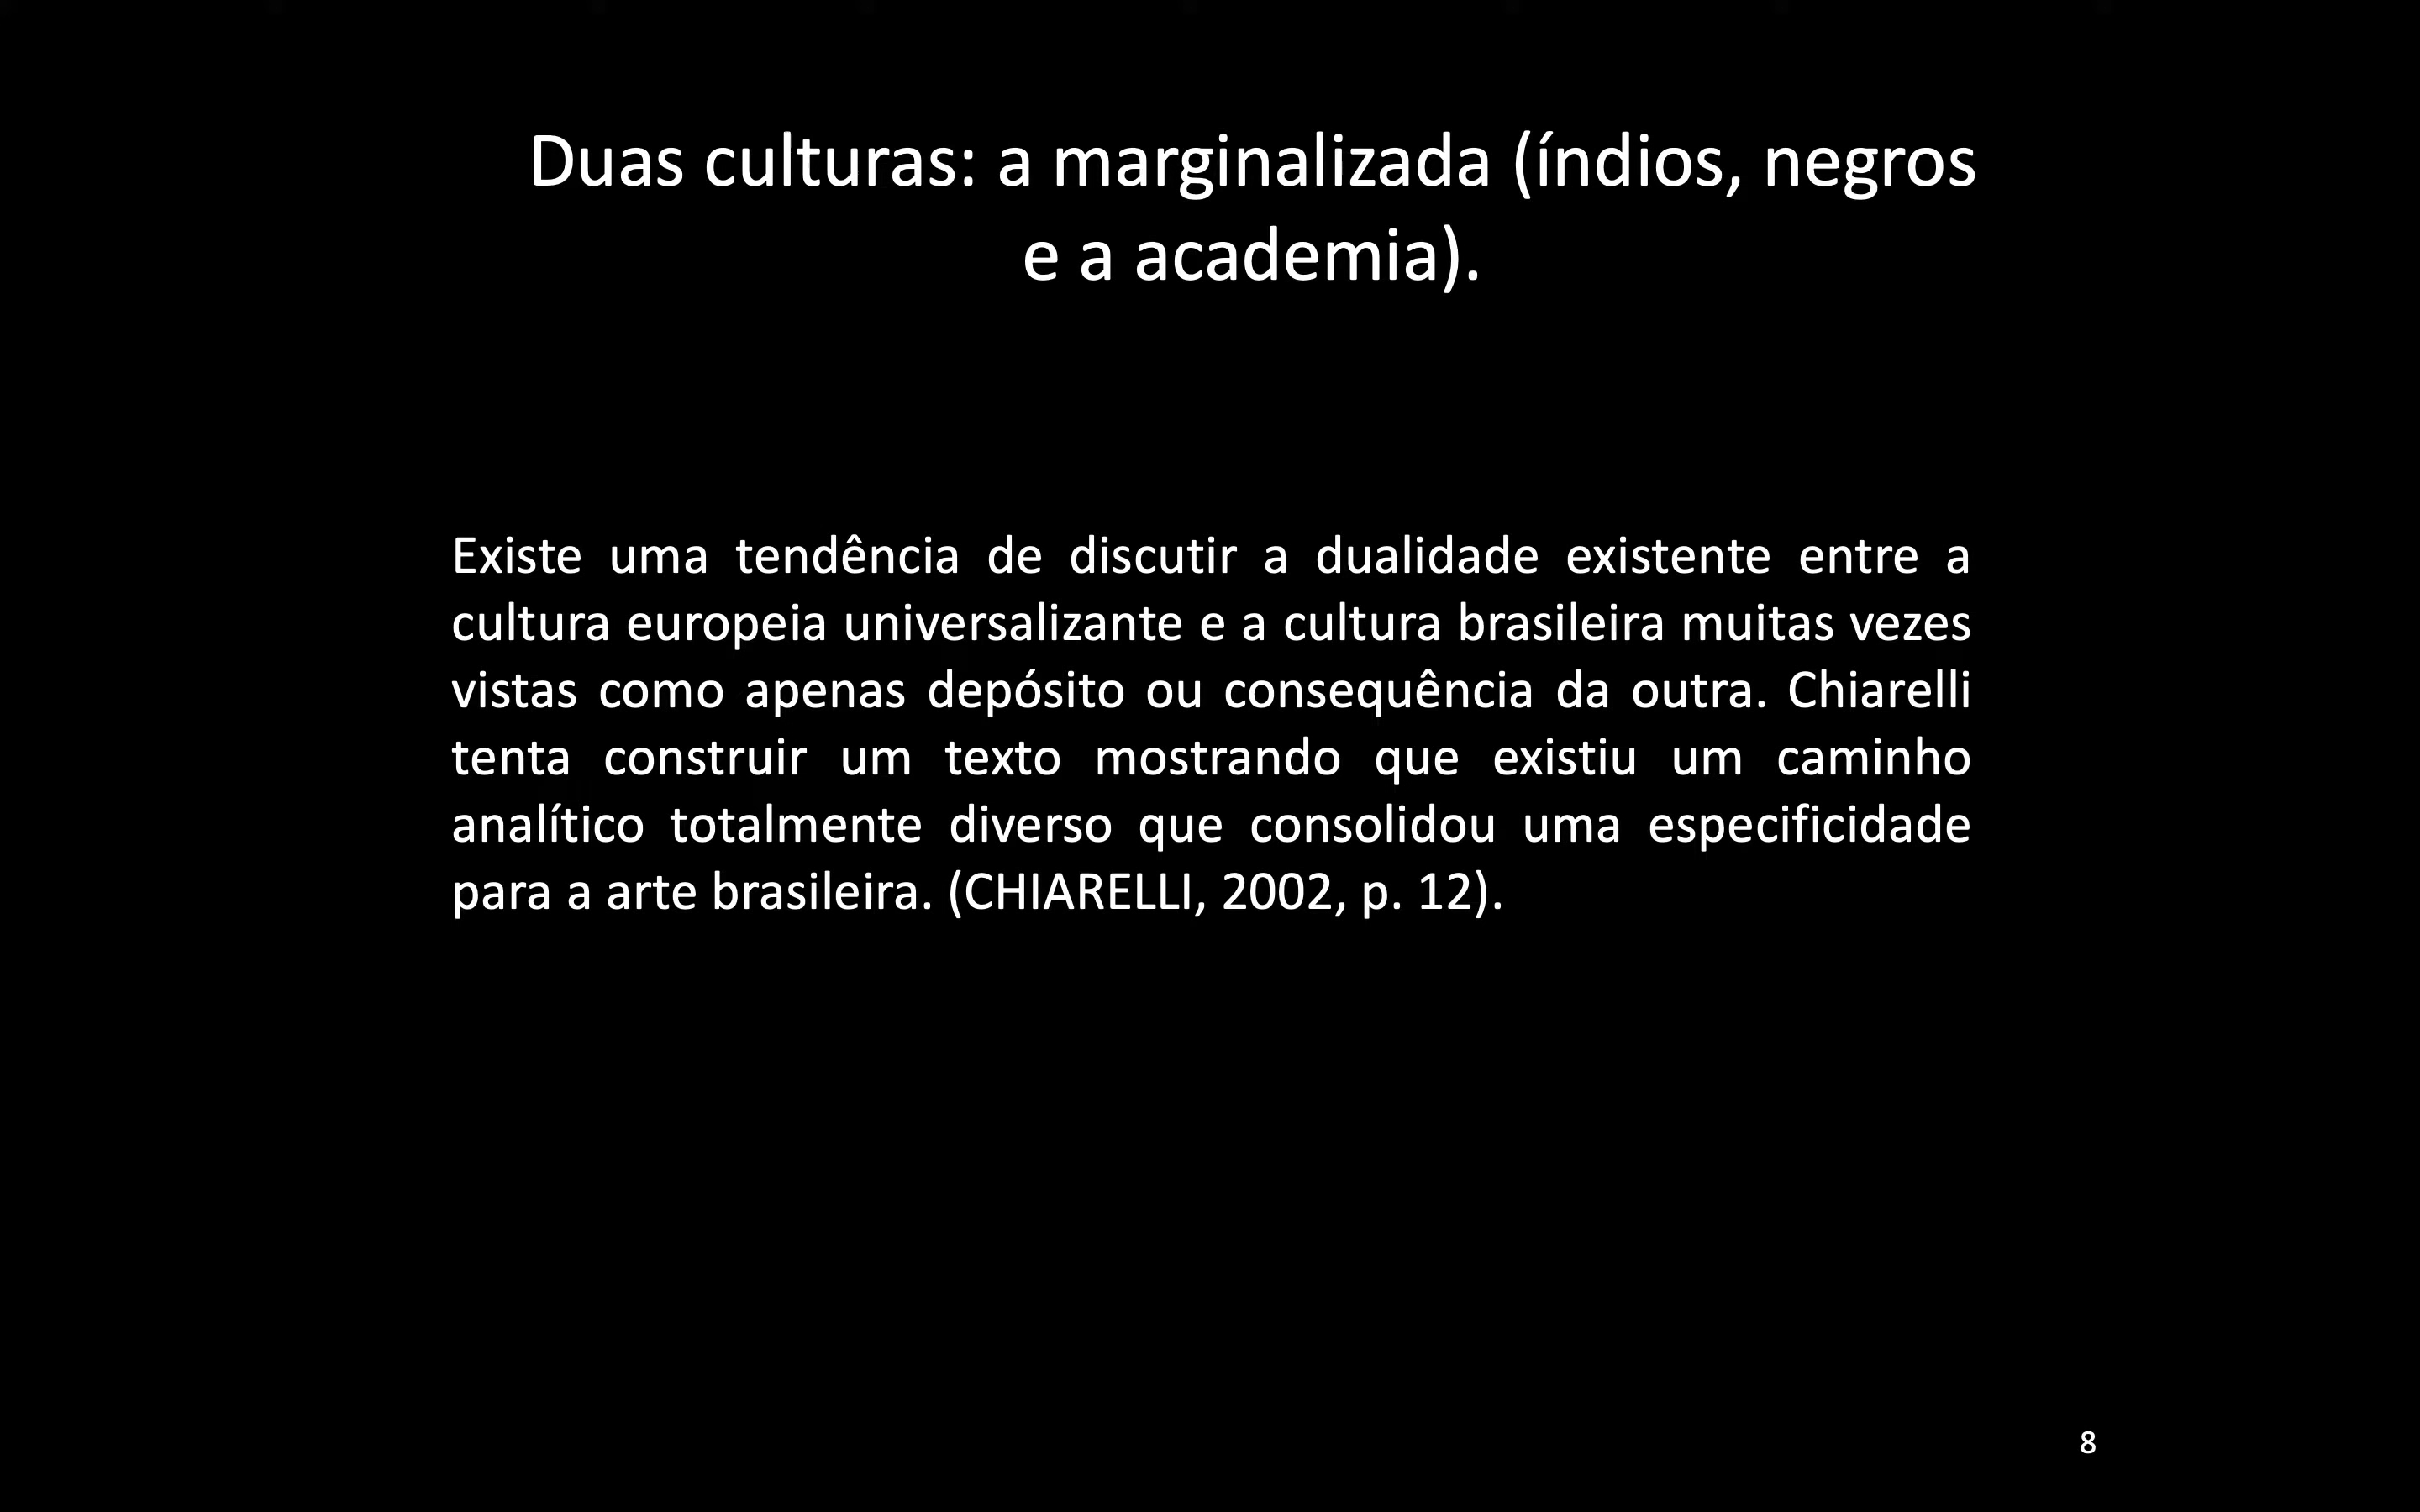 Duas culturas: a marginalizada (índios, negros
e a academia).
Existe uma tendência de discutir a dualidade existente entre a
cultura europeia universalizante e a cultura brasileira muitas vezes
vistas como apenas depósito ou consequência da outra. Chiarelli
tenta construir um texto mostrando que existiu um caminho
analítico totalmente diverso que consolidou uma especificidade
para a arte brasileira. (CHIARELLI, 2002, p. 12).
8